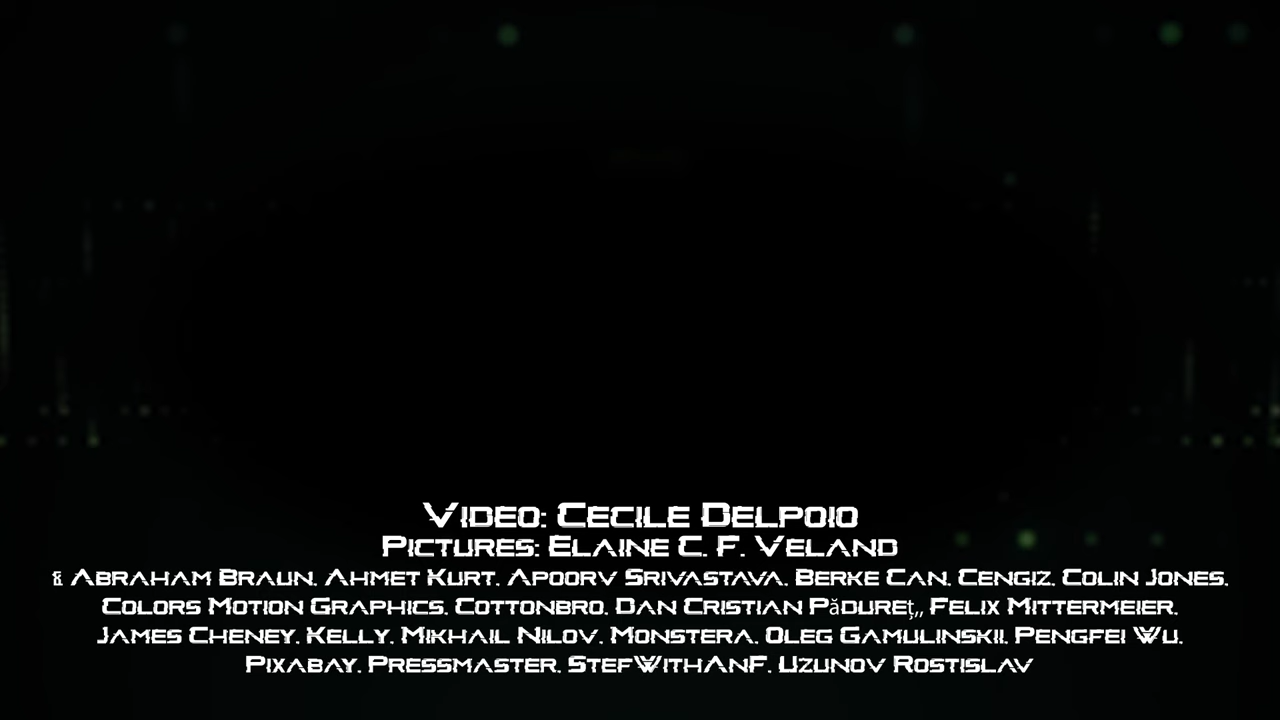 Video: Cecile Delpoio
Pictures: Elaine C. F. Veland
& Abraham Braun, Ahmet Kurt, Apoorv Srivastava, Berke Can, Cengiz, Colin Jones,
Colors Motion Graphics, Cottonbro, Dan Cristian Pădureț,, Felix Mittermeier,
James Cheney, Kelly, Mikhail Nilov, Monstera, Oleg Gamulinskii, Pengfei Wu,
Pixabay, Pressmaster, StefWithAnF, Uzunov Rostislav